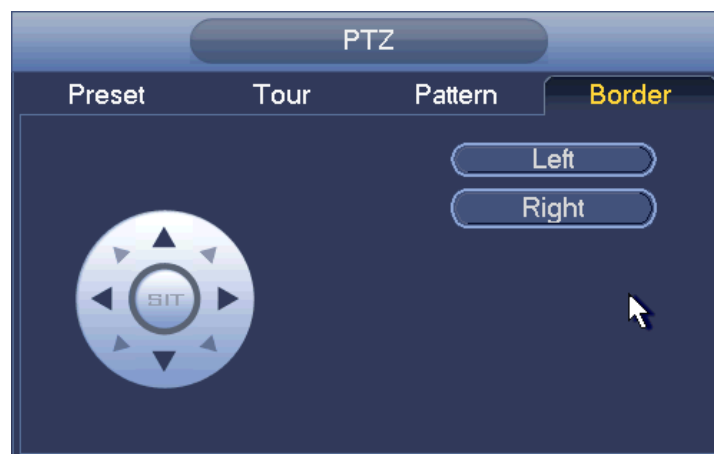 PTZ
Preset Tour Pattern Border
Left
Right
SIT